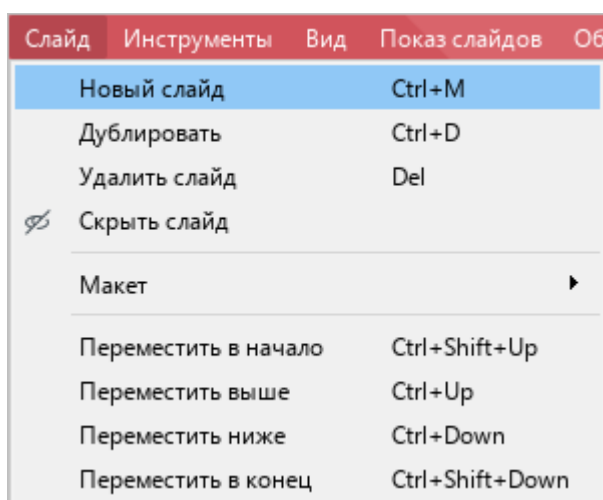 Слайд Инструменты Вид Показ слайдов Об
Новый слайд Ctrl+M
Дублировать Ctrl+D
Удалить слайд Del
Скрыть слайд
Макет
Переместить в начало Ctrl+Shift+Up
Переместить выше Ctrl+Up
Переместить ниже Ctrl+Down
Переместить в конец Ctrl+Shift+Down